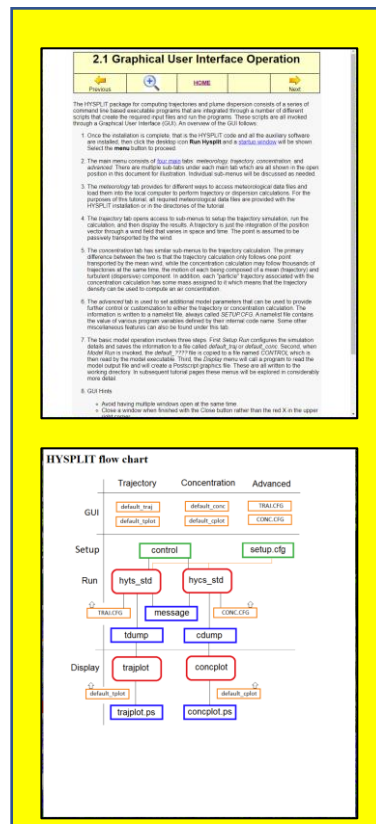 2.1 Graphical User Interface Operation
Previous
HOME
Next
The HYSPLIT package for computing trajectories and plume dispersion consists of a series of
command line based executable programs that are integrated through a number of different
scripts that create the required input files and run the programs. These scripts are all invoked
through a Graphical User Interface (GUI). An overview of the GUI follows:
1. Once the installation is complete, that is the HYSPLIT code and all the auxiliary software
are installed, then click the desktop icon Run Hysplit and a startup window will be shown.
Select the menu button to proceed.
2. The main menu consists of four main tabs: meteorology, trajectory, concentration, and
advanced. There are multiple sub-tabs under each main tab which are all shown in the open
position in this document for illustration. Individual sub-menus will be discussed as needed.
3. The meteorology tab provides for different ways to access meteorological data files and
load them into the local computer to perform trajectory or dispersion calculations. For the
purposes of this tutorial, all required meteorological data files are provided with the
HYSPLIT installation or in the directories of the tutorial.
4. The trajectory tab opens access to sub-menus to setup the trajectory simulation, run the
calculation, and then display the results. A trajectory is just the integration of the position
vector through a wind field that varies in space and time. The point is assumed to be
passively transported by the wind.
5. The concentration tab has similar sub-menus to the trajectory calculation. The primary
difference between the two is that the trajectory calculation only follows one point
transported by the mean wind, while the concentration calculation may follow thousands of
trajectories at the same time, the motion of each being composed of a mean (trajectory) and
turbulent (dispersive) component. In addition, each "particle" trajectory associated with the
concentration calculation has some mass assigned to it which means that the trajectory
density can be used to compute an air concentration.
6. The advanced tab is used to set additional model parameters that can be used to provide
further control or customization to either the trajectory or concentration calculation. The
information is written to a namelist file, always called SETUP.CFG. A namelist file contains
the value of various program variables defined by their internal code name. Some other
miscellaneous features can also be found under this tab.
7. The basic model operation involves three steps. First Setup Run configures the simulation
details and saves the information to a file called default_traj or default_conc. Second, when
Model Run is invoked, the default_???? file is copied to a file named CONTROL which is
then read by the model executable. Third, the Display menu will call a program to read the
model output file and will create a Postscript graphics file. These are all written to the
working directory. In subsequent tutorial pages these menus will be explored in considerably
more detail.
8. GUI Hints
Avoid having multiple windows open at the same time.
Close a window when finished with the Close button rather than the red X in the upper
right corner
HYSPLIT flow chart
Trajectory Concentration Advanced
GUI default_traj default_conc TRAJ.CFG
default_tplot default_cplot CONC.CFG
Setup control setup.cfg
Run hyts_std hycs_std
TRAJ.CFG message CONC.CFG
tdump cdump
Display trajplot concplot
default_tplot default_cplot
trajplot.ps concplot.ps